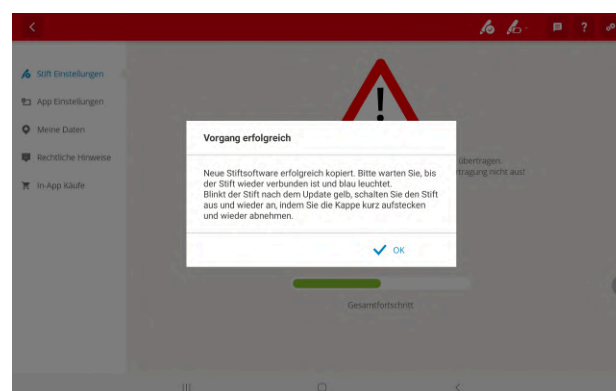 Stift Einstellungen
App Einstellungen
Meine Daten
Rechtliche Hinweise
In-App Käufe
Vorgang erfolgreich
Neue Stiftsoftware erfolgreich kopiert. Bitte warten Sie, bis
der Stift wieder verbunden ist und blau leuchtet.
Blinkt der Stift nach dem Update gelb, schalten Sie den Stift
aus und wieder an, indem Sie die Kappe kurz aufstecken
und wieder abnehmen.
OK
übertragen.
rtragung nicht aus!
Gesamtfortschritt